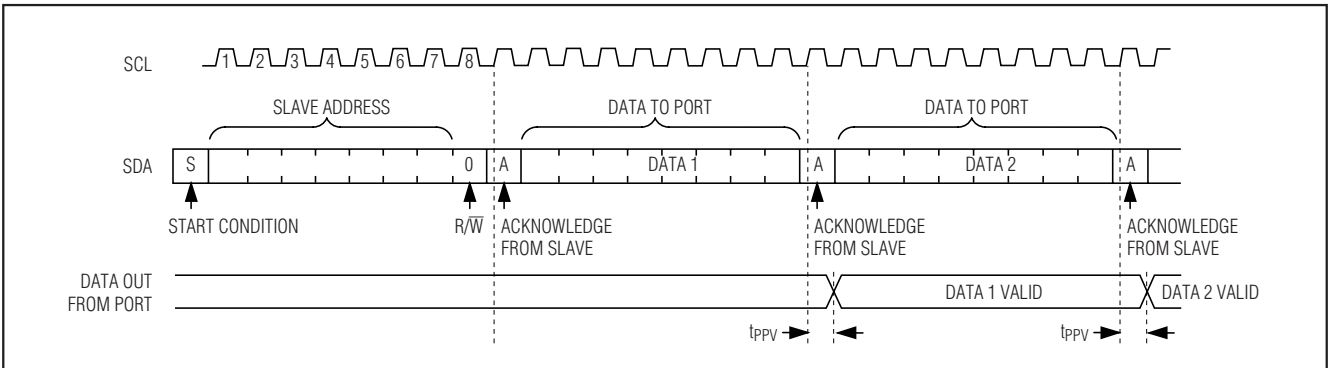 SCL 1 2 3 4 5 6 7 8
SLAVE ADDRESS DATA TO PORT DATA TO PORT
SDA S 0 A DATA 1 A DATA 2 A
START CONDITION R/W̅ ACKNOWLEDGE FROM SLAVE ACKNOWLEDGE FROM SLAVE ACKNOWLEDGE FROM SLAVE
DATA OUT FROM PORT DATA 1 VALID DATA 2 VALID
tPPV tPPV